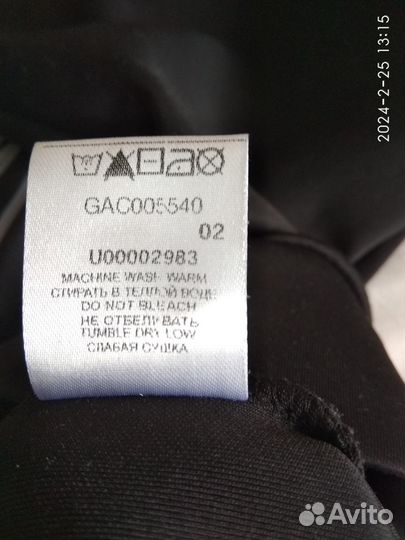 2024-2-25 13:15
GAC005540
02
U00002983
MACHINE WASH WARM
СТИРАТЬ В ТЕПЛОЙ ВОДЕ
DO NOT BLEACH
НЕ ОТБЕЛИВАТЬ
TUMBLE DRY LOW
СЛАБАЯ СУШКА
Avito